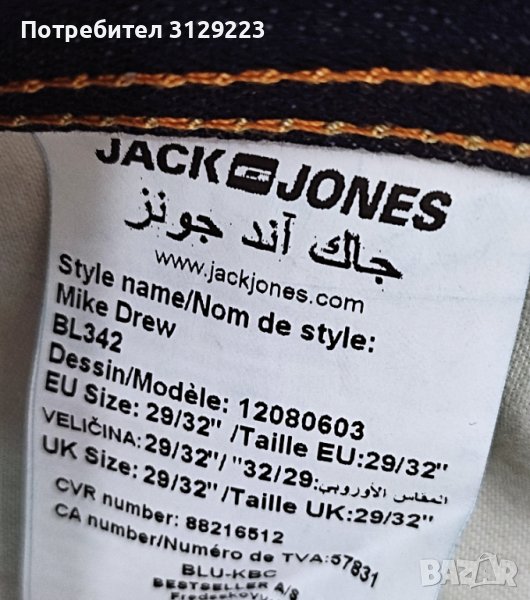 Потребител 3129223
JACK JONES
جاك آند جونز
www.jackjones.com
Style name/Nom de style:
Mike Drew
BL342
Dessin/Modèle: 12080603
EU Size: 29/32" /Taille EU:29/32"
VELIČINA:29/32"/ "32/29:المقاس الأوروبي
UK Size: 29/32" /Taille UK:29/32"
CVR number: 88216512
CA number/Numéro de TVA:57831
BLU-KBC
BESTSELLER A/S
BAZAR